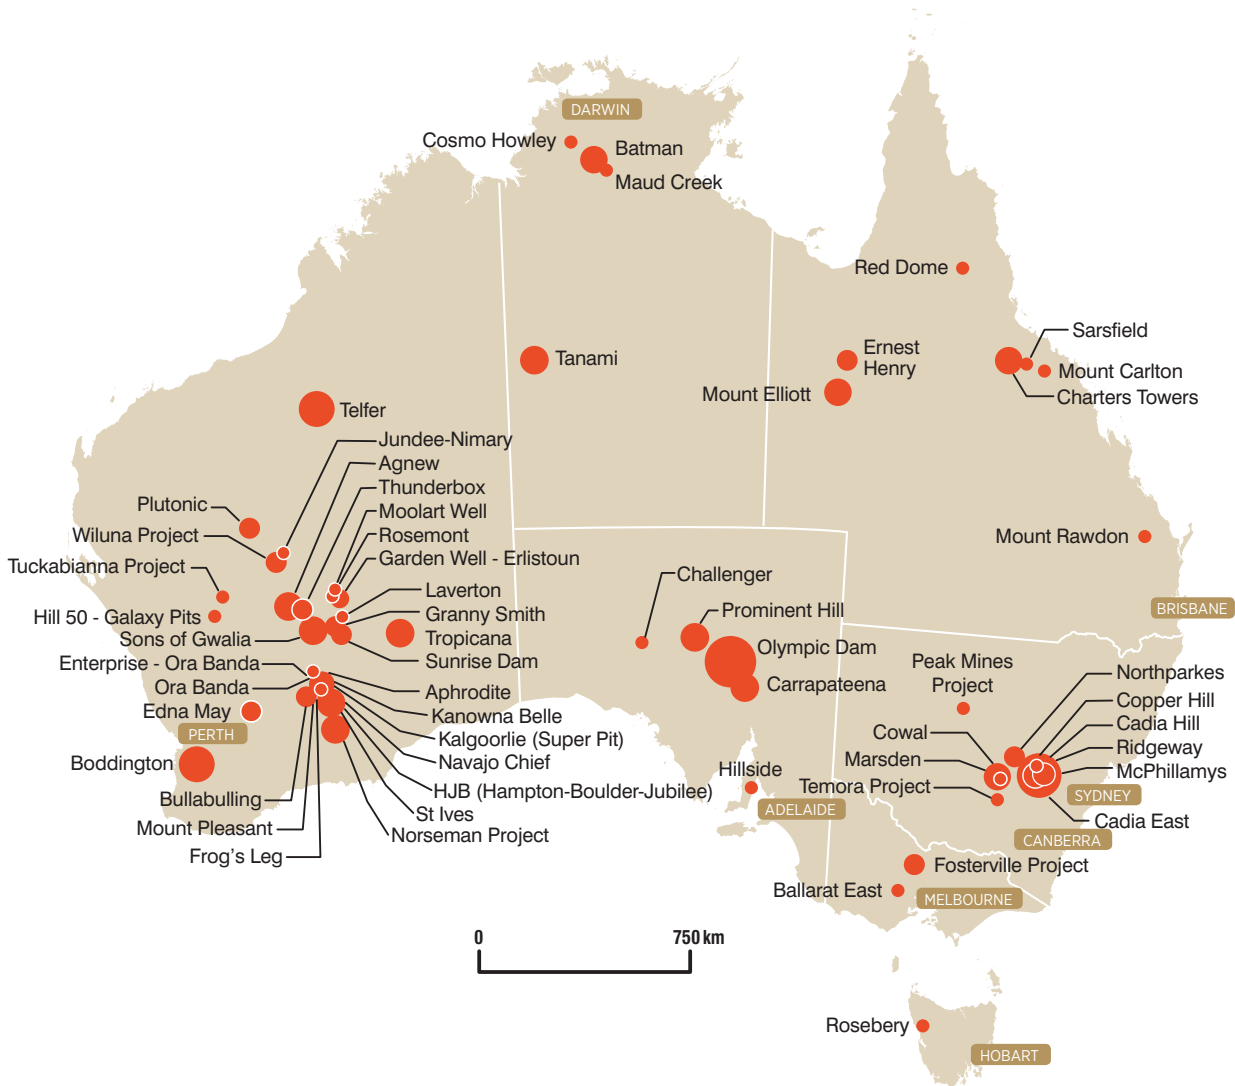 DARWIN
Cosmo Howley
Batman
Maud Creek
Red Dome
Sarsfield
Ernest
Henry
Tanami
Mount Carlton
Mount Elliott
Charters Towers
Telfer
Jundee-Nimary
Agnew
Thunderbox
Plutonic
Moolart Well
Wiluna Project
Rosemont
Mount Rawdon
Garden Well - Erlistoun
Tuckabianna Project
Challenger
Laverton
Hill 50 - Galaxy Pits
Granny Smith
Prominent Hill
BRISBANE
Sons of Gwalia
Tropicana
Olympic Dam
Enterprise - Ora Banda
Sunrise Dam
Peak Mines
Project
Northparkes
Ora Banda
Aphrodite
Carrapateena
Copper Hill
Edna May
Kanowna Belle
Cadia Hill
PERTH
Kalgoorlie (Super Pit)
Cowal
Ridgeway
Boddington
Navajo Chief
Marsden
McPhillamys
Hillside
HJB (Hampton-Boulder-Jubilee)
Temora Project
SYDNEY
Bullabulling
St Ives
ADELAIDE
Cadia East
Mount Pleasant
Norseman Project
CANBERRA
Frog's Leg
Fosterville Project
Ballarat East
MELBOURNE
0
750 km
Rosebery
HOBART